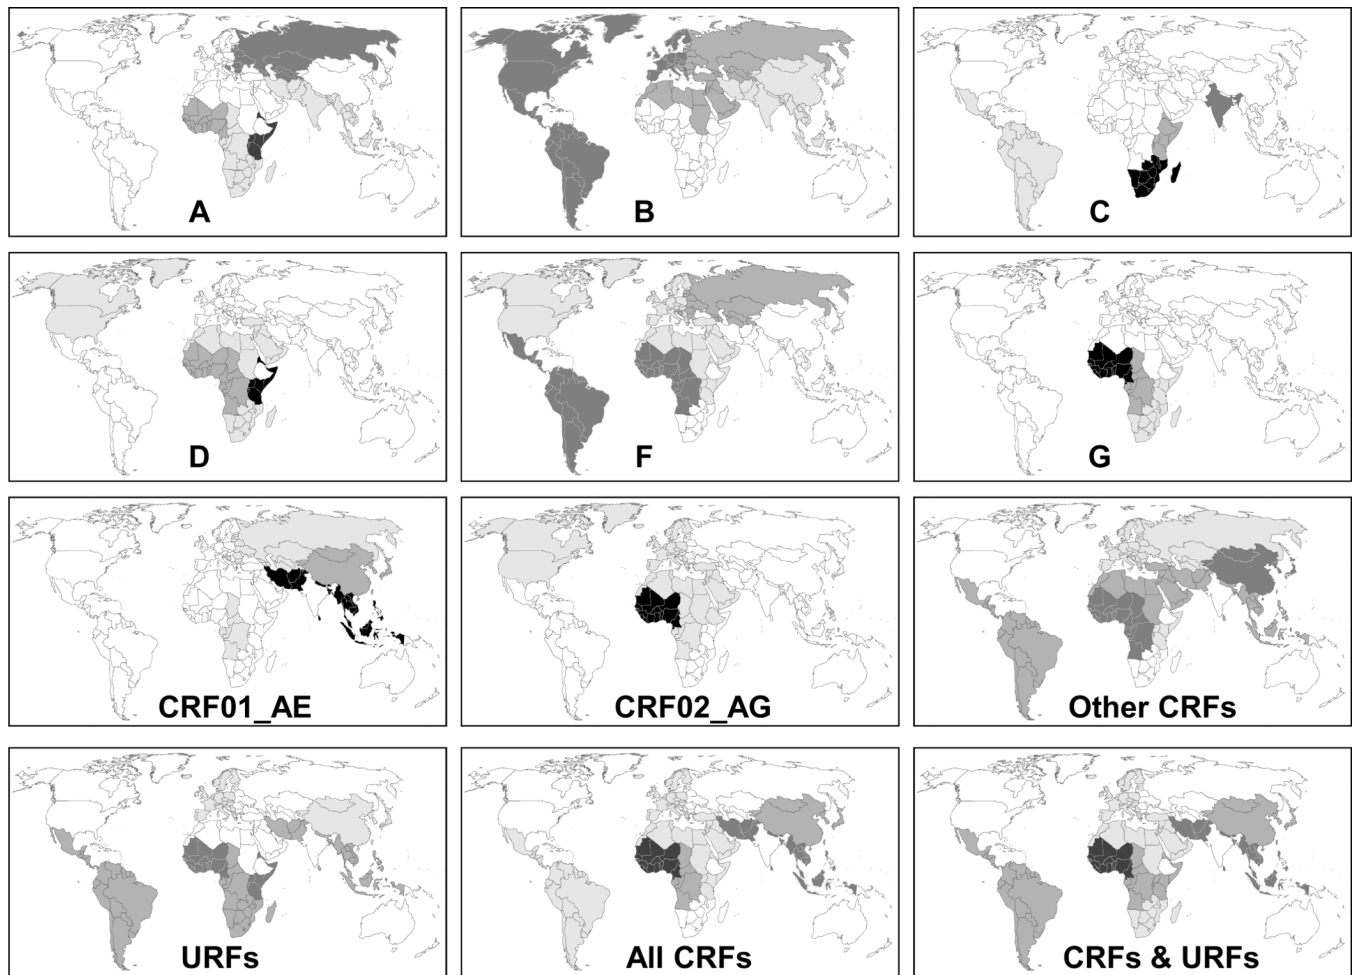 A
B
C
D
F
G
CRF01_AE
CRF02_AG
Other CRFs
URFs
All CRFs
CRFs & URFs